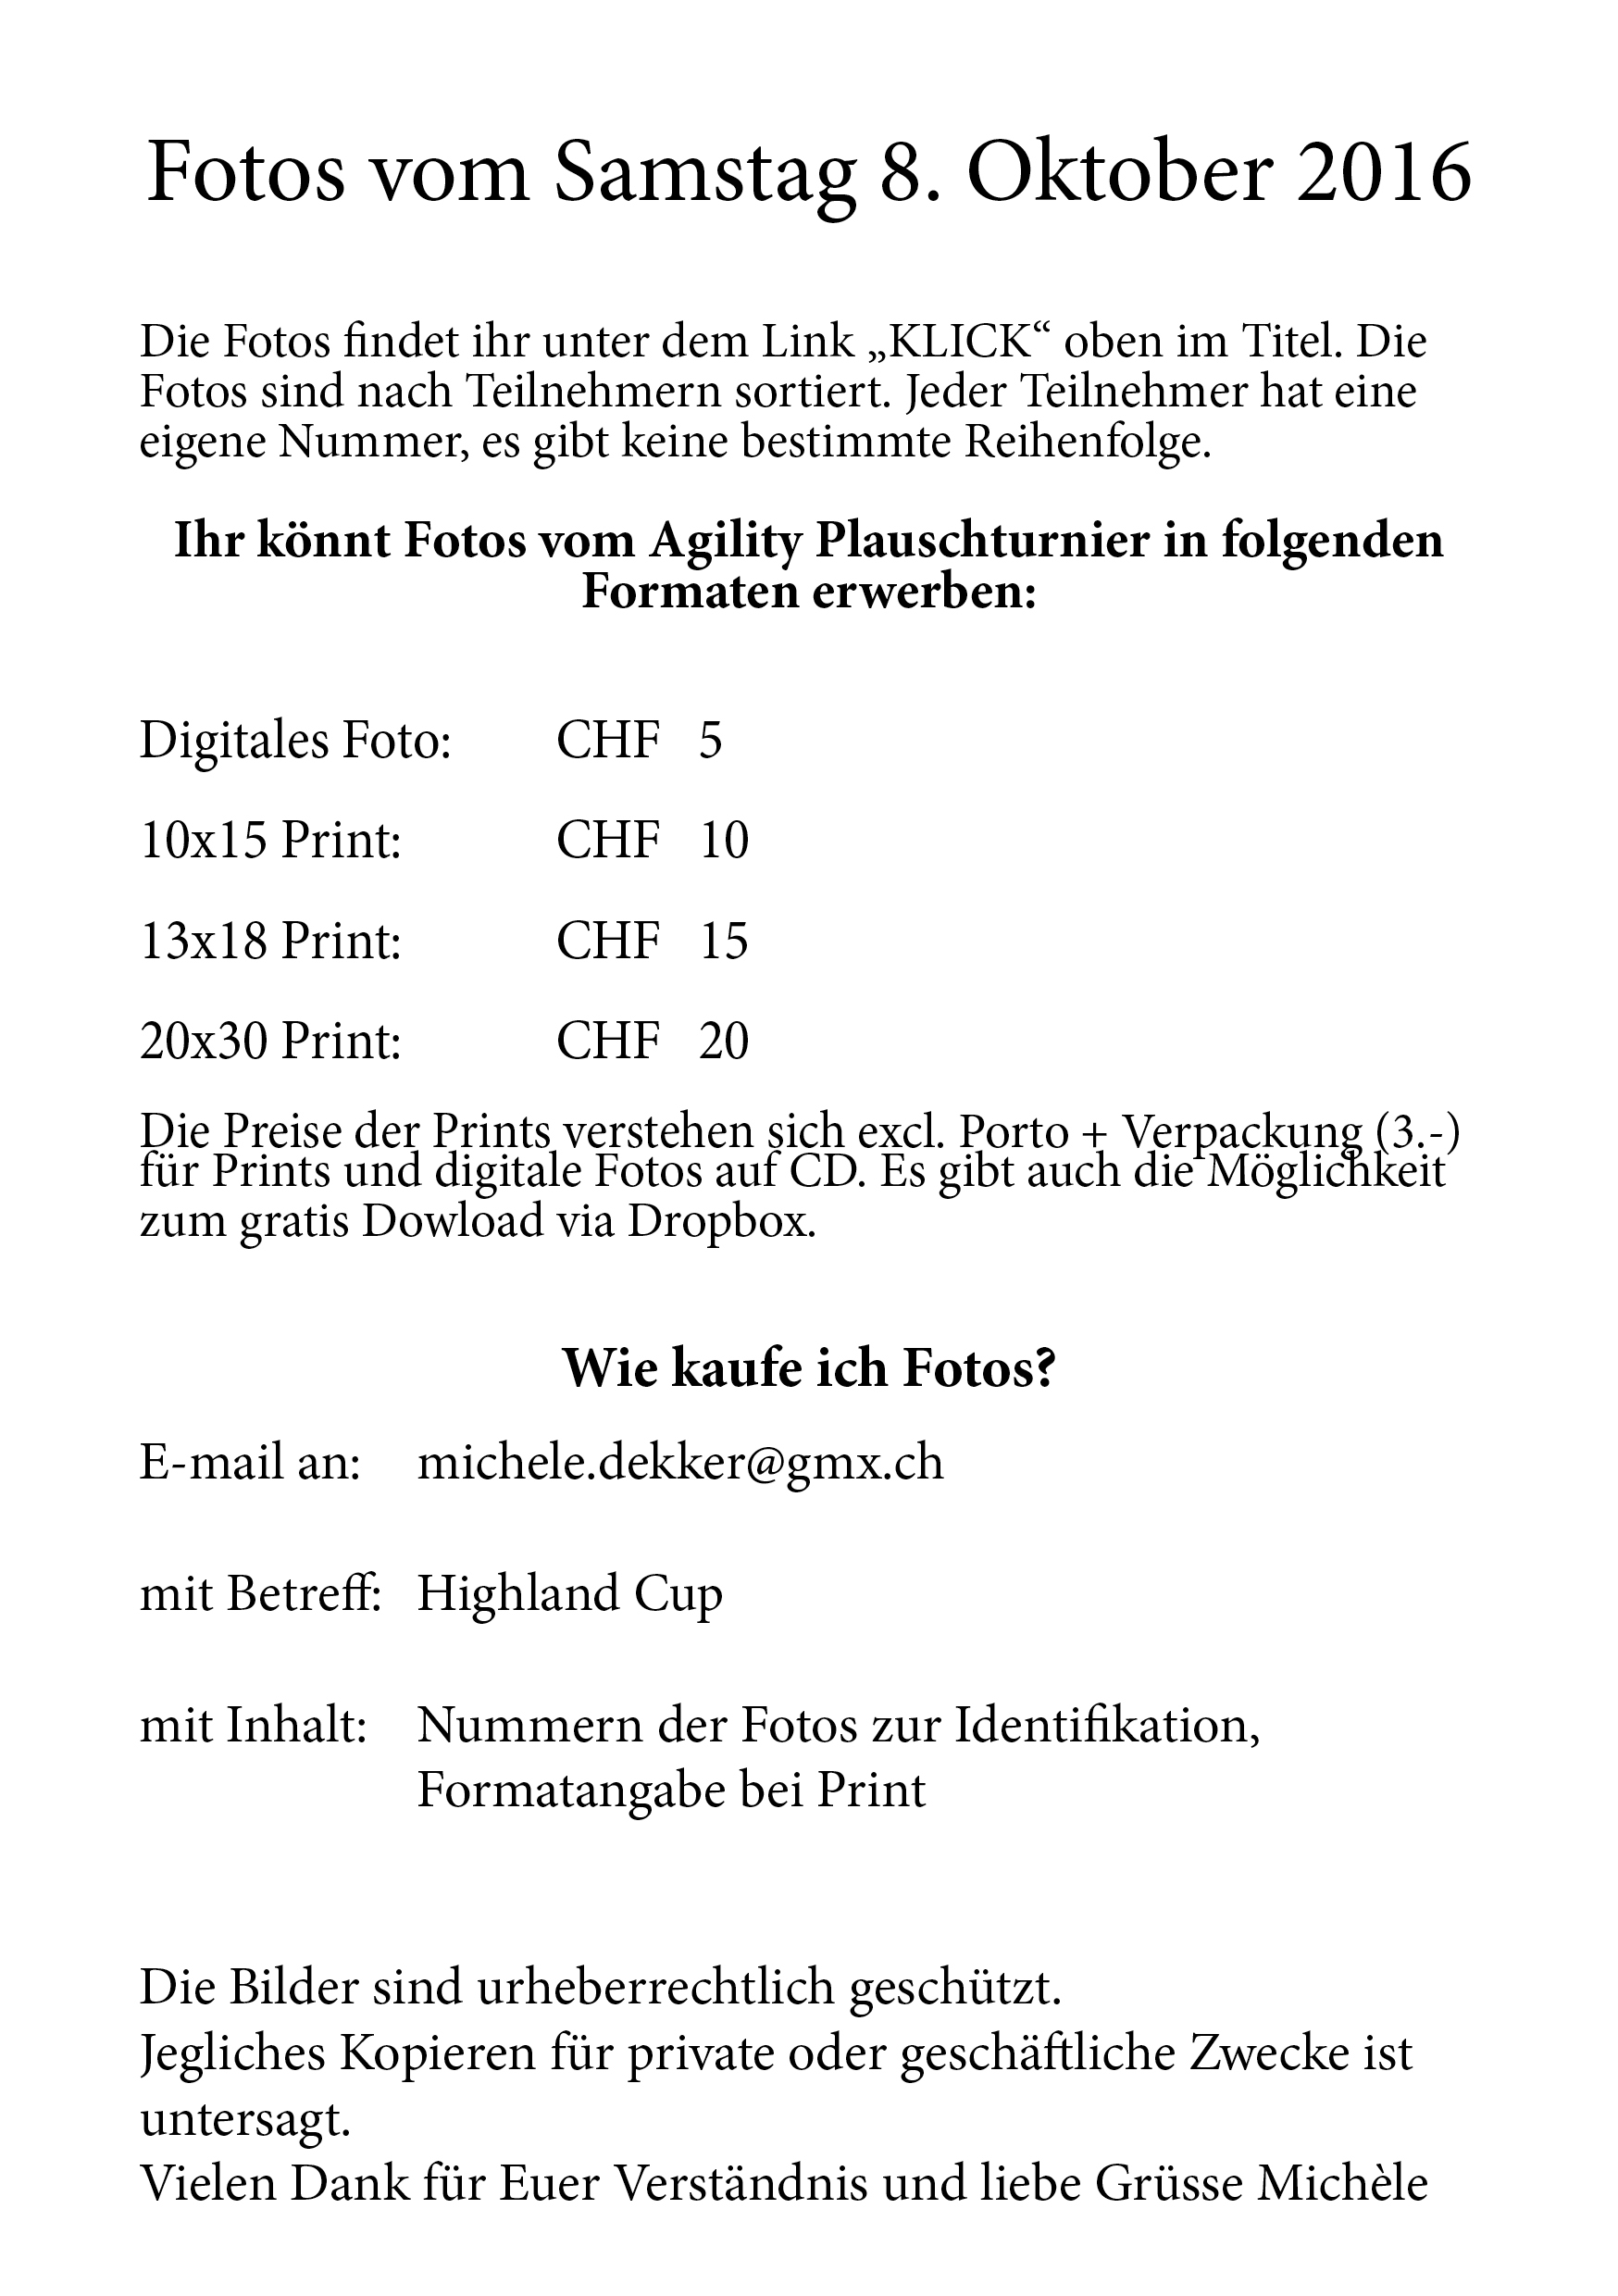 Fotos vom Samstag 8. Oktober 2016
Die Fotos findet ihr unter dem Link „KLICK“ oben im Titel. Die
Fotos sind nach Teilnehmern sortiert. Jeder Teilnehmer hat eine
eigene Nummer, es gibt keine bestimmte Reihenfolge.
Ihr könnt Fotos vom Agility Plauschturnier in folgenden
Formaten erwerben:
Digitales Foto: CHF 5
10x15 Print: CHF 10
13x18 Print: CHF 15
20x30 Print: CHF 20
Die Preise der Prints verstehen sich excl. Porto + Verpackung (3.-)
für Prints und digitale Fotos auf CD. Es gibt auch die Möglichkeit
zum gratis Dowload via Dropbox.
Wie kaufe ich Fotos?
E-mail an: michele.dekker@gmx.ch
mit Betreff: Highland Cup
mit Inhalt: Nummern der Fotos zur Identifikation,
Formatangabe bei Print
Die Bilder sind urheberrechtlich geschützt.
Jegliches Kopieren für private oder geschäftliche Zwecke ist
untersagt.
Vielen Dank für Euer Verständnis und liebe Grüsse Michèle